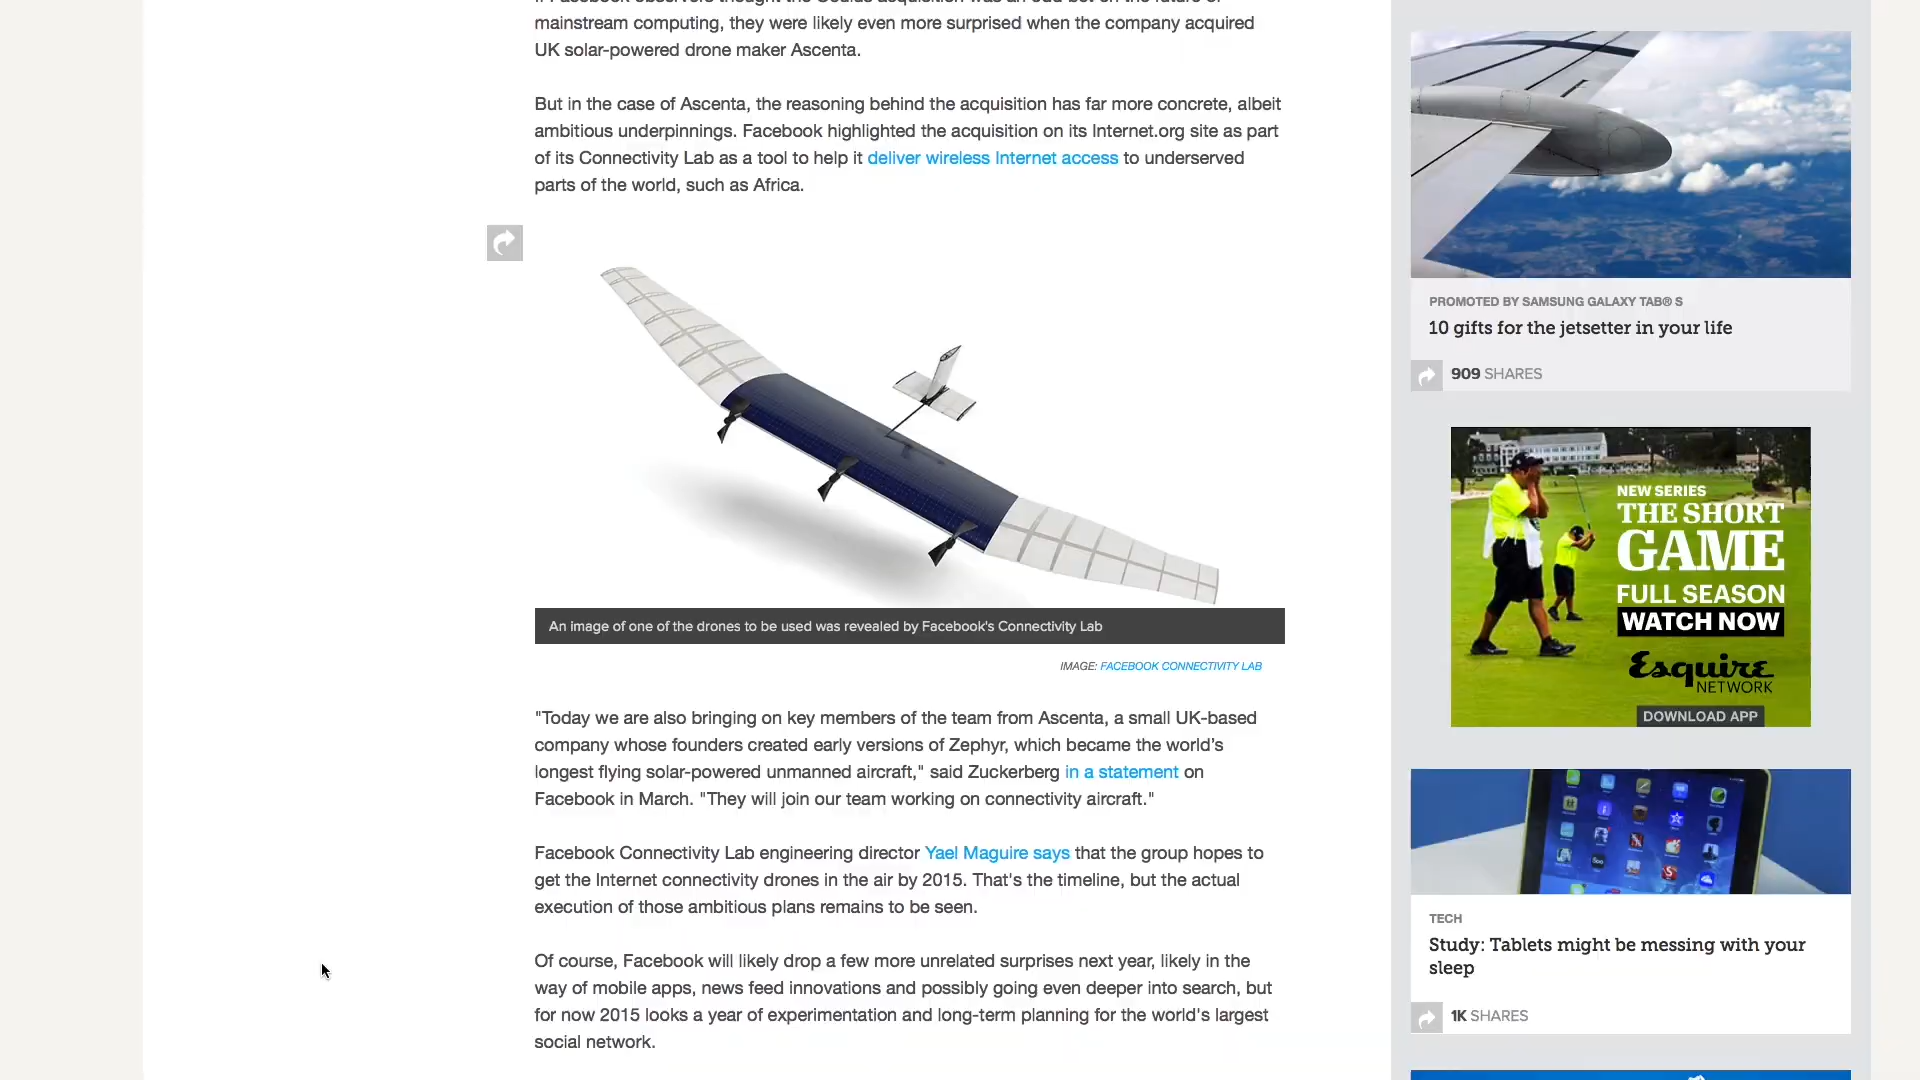 mainstream computing, they were likely even more surprised when the company acquired
UK solar-powered drone maker Ascenta.
But in the case of Ascenta, the reasoning behind the acquisition has far more concrete, albeit
ambitious underpinnings. Facebook highlighted the acquisition on its Internet.org site as part
of its Connectivity Lab as a tool to help it deliver wireless Internet access to underserved
parts of the world, such as Africa.
An image of one of the drones to be used was revealed by Facebook's Connectivity Lab
IMAGE: FACEBOOK CONNECTIVITY LAB
"Today we are also bringing on key members of the team from Ascenta, a small UK-based
company whose founders created early versions of Zephyr, which became the world’s
longest flying solar-powered unmanned aircraft," said Zuckerberg in a statement on
Facebook in March. "They will join our team working on connectivity aircraft."
Facebook Connectivity Lab engineering director Yael Maguire says that the group hopes to
get the Internet connectivity drones in the air by 2015. That's the timeline, but the actual
execution of those ambitious plans remains to be seen.
Of course, Facebook will likely drop a few more unrelated surprises next year, likely in the
way of mobile apps, news feed innovations and possibly going even deeper into search, but
for now 2015 looks a year of experimentation and long-term planning for the world's largest
social network.
PROMOTED BY SAMSUNG GALAXY TAB® S
10 gifts for the jetsetter in your life
909 SHARES
NEW SERIES
THE SHORT
GAME
FULL SEASON
WATCH NOW
Esquire
NETWORK
DOWNLOAD APP
TECH
Study: Tablets might be messing with your
sleep
1K SHARES